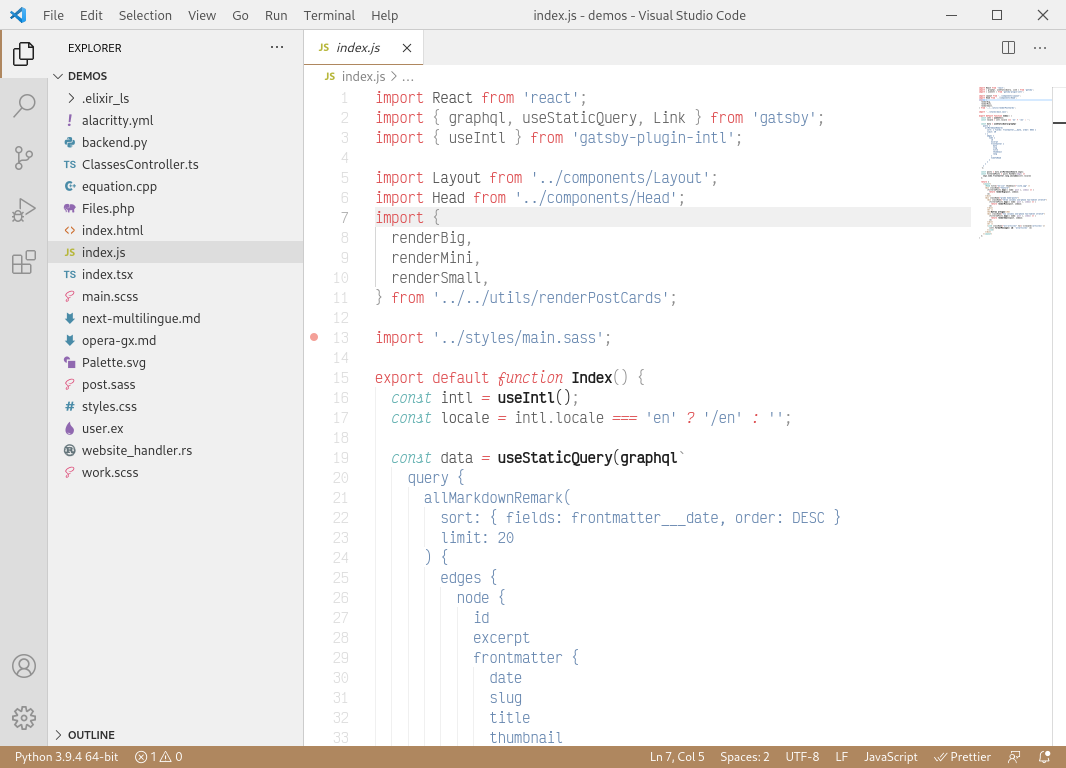 File Edit Selection View Go Run Terminal Help index.js - demos - Visual Studio Code
EXPLORER
DEMOS
.elixir_ls
! alacritty.yml
backend.py
TS ClassesController.ts
equation.cpp
Files.php
<> index.html
JS index.js
TS index.tsx
main.scss
next-multilingue.md
opera-gx.md
Palette.svg
post.sass
# styles.css
user.ex
website_handler.rs
work.scss
OUTLINE
JS index.js
JS index.js > ...
1 import React from 'react';
2 import { graphql, useStaticQuery, Link } from 'gatsby';
3 import { useIntl } from 'gatsby-plugin-intl';
4
5 import Layout from '../components/Layout';
6 import Head from '../components/Head';
7 import {
8 renderBig,
9 renderMini,
10 renderSmall,
11 } from '../../utils/renderPostCards';
12
13 import '../styles/main.sass';
14
15 export default function Index() {
16 const intl = useIntl();
17 const locale = intl.locale === 'en' ? '/en' : '';
18
19 const data = useStaticQuery(graphql`
20 query {
21 allMarkdownRemark(
22 sort: { fields: frontmatter___date, order: DESC }
23 limit: 20
24 ) {
25 edges {
26 node {
27 id
28 excerpt
29 frontmatter {
30 date
31 slug
32 title
33 thumbnail
Python 3.9.4 64-bit 1 0 Ln 7, Col 5 Spaces: 2 UTF-8 LF JavaScript Prettier